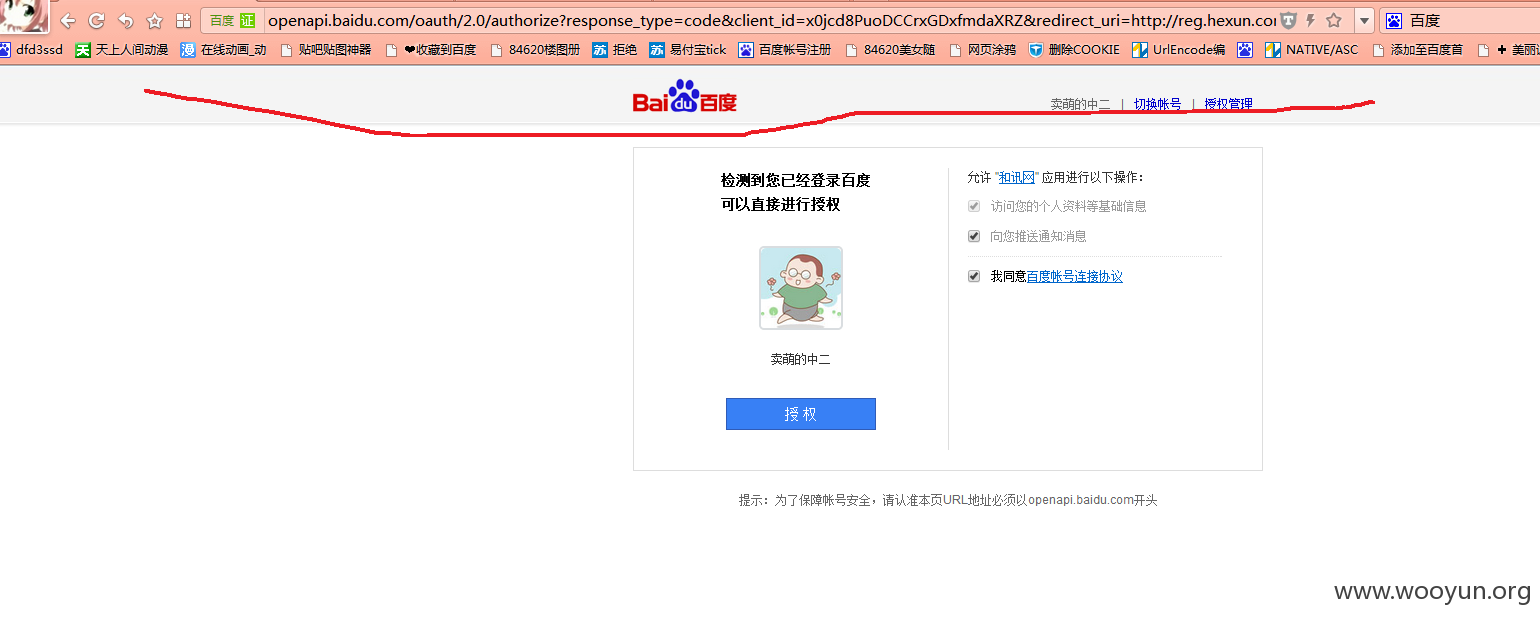 百度 证 openapi.baidu.com/oauth/2.0/authorize?response_type=code&client_id=x0jcd8PuoDCCrxGDxfmdaXRZ&redirect_uri=http://reg.hexun.co 百度
dfd3ssd 天 天上人间动漫 漫 在线动画_动 贴吧贴图神器 ❤收藏到百度 84620楼图册 苏 拒绝 苏 易付宝tick 百度帐号注册 84620美女随 网页涂鸦 删除COOKIE UrlEncode编 NATIVE/ASC 添加至百度首 + 美丽
Bai du 百度
卖萌的中二 | 切换帐号 | 授权管理
检测到您已经登录百度
可以直接进行授权
卖萌的中二
授 权
允许 "和讯网" 应用进行以下操作：
访问您的个人资料等基础信息
向您推送通知消息
我同意百度帐号连接协议
提示：为了保障帐号安全，请认准本页URL地址必须以openapi.baidu.com开头
www.wooyun.org